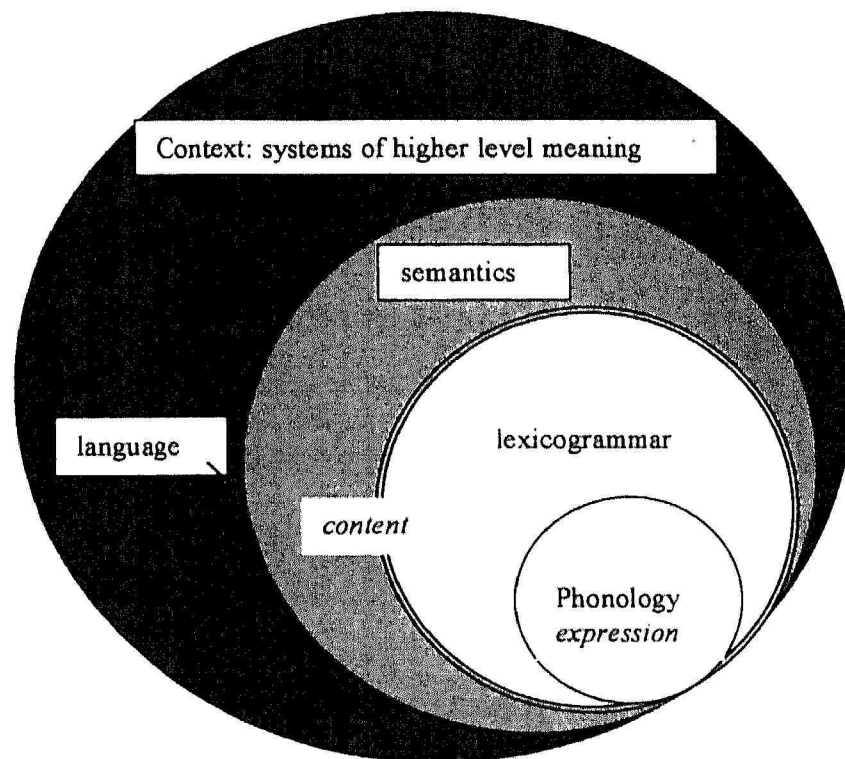 Context: systems of higher level meaning
semantics
language
lexicogrammar
content
Phonology
expression